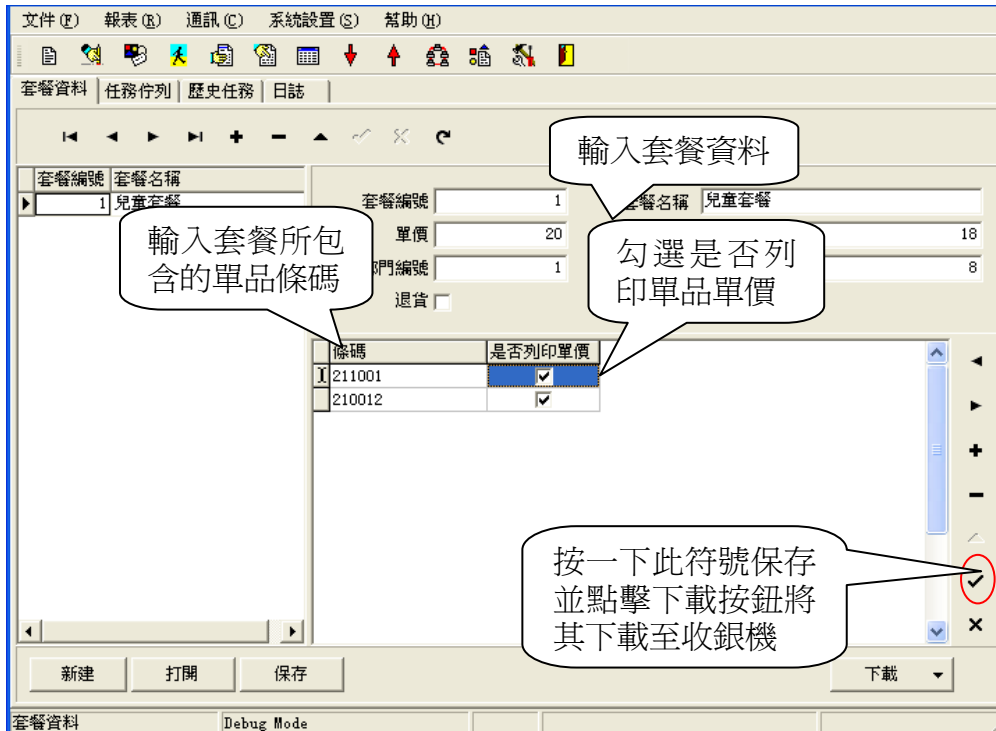 文件(F) 報表(R) 通訊(C) 系統設置(S) 幫助(H)
套餐資料 任務佇列 歷史任務 日誌
輸入套餐資料
套餐編號 套餐名稱
1 兒童套餐
套餐編號 1 套餐名稱 兒童套餐
單價 20 18
部門編號 1 8
退貨
輸入套餐所包
含的單品條碼
勾選是否列
印單品單價
條碼 是否列印單價
211001
210012
按一下此符號保存
並點擊下載按鈕將
其下載至收銀機
新建 打開 保存 下載
套餐資料 Debug Mode